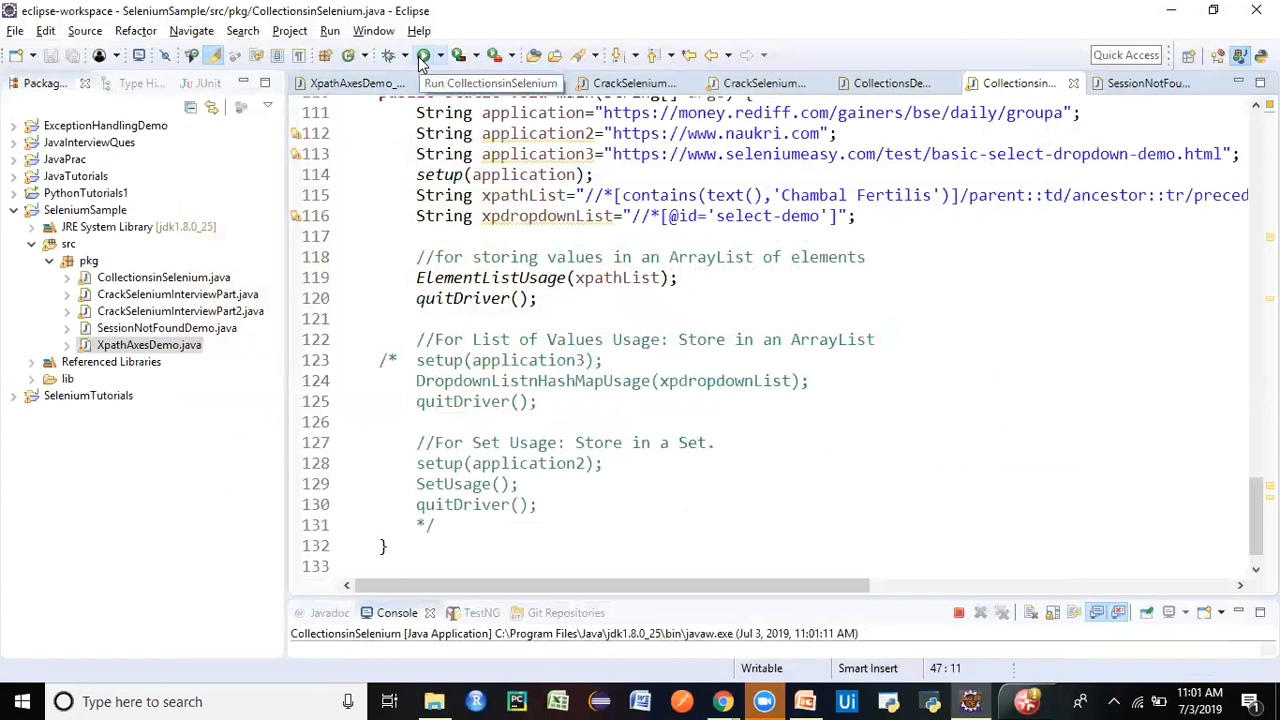 eclipse-workspace - SeleniumSample/src/pkg/CollectionsinSelenium.java - Eclipse
File Edit Source Refactor Navigate Search Project Run Window Help
Quick Access
Packag... Type Hi... JUnit
XpathAxesDemo_... CrackSelenium... CrackSelenium... CollectionsDe... Collectionsin... SessionNotFou...
Run CollectionsinSelenium
ExceptionHandlingDemo
JavaInterviewQues
JavaPrac
JavaTutorials
PythonTutorials1
SeleniumSample
JRE System Library [jdk1.8.0_25]
src
pkg
CollectionsinSelenium.java
CrackSeleniumInterviewPart.java
CrackSeleniumInterviewPart2.java
SessionNotFoundDemo.java
XpathAxesDemo.java
Referenced Libraries
lib
SeleniumTutorials
111 String application="https://money.rediff.com/gainers/bse/daily/groupa";
112 String application2="https://www.naukri.com";
113 String application3="https://www.seleniumeasy.com/test/basic-select-dropdown-demo.html";
114 setup(application);
115 String xpathList="//*[contains(text(),'Chambal Fertilis')]/parent::td/ancestor::tr/preced
116 String xpdropdownList="//*[@id='select-demo']";
117
118 //for storing values in an ArrayList of elements
119 ElementListUsage(xpathList);
120 quitDriver();
121
122 //For List of Values Usage: Store in an ArrayList
123 /* setup(application3);
124 DropdownListnHashMapUsage(xpdropdownList);
125 quitDriver();
126
127 //For Set Usage: Store in a Set.
128 setup(application2);
129 SetUsage();
130 quitDriver();
131 */
132 }
133
Javadoc Console TestNG Git Repositories
CollectionsinSelenium [Java Application] C:\Program Files\Java\jdk1.8.0_25\bin\javaw.exe (Jul 3, 2019, 11:01:11 AM)
Writable Smart Insert 47 : 11
Type here to search
11:01 AM
7/3/2019